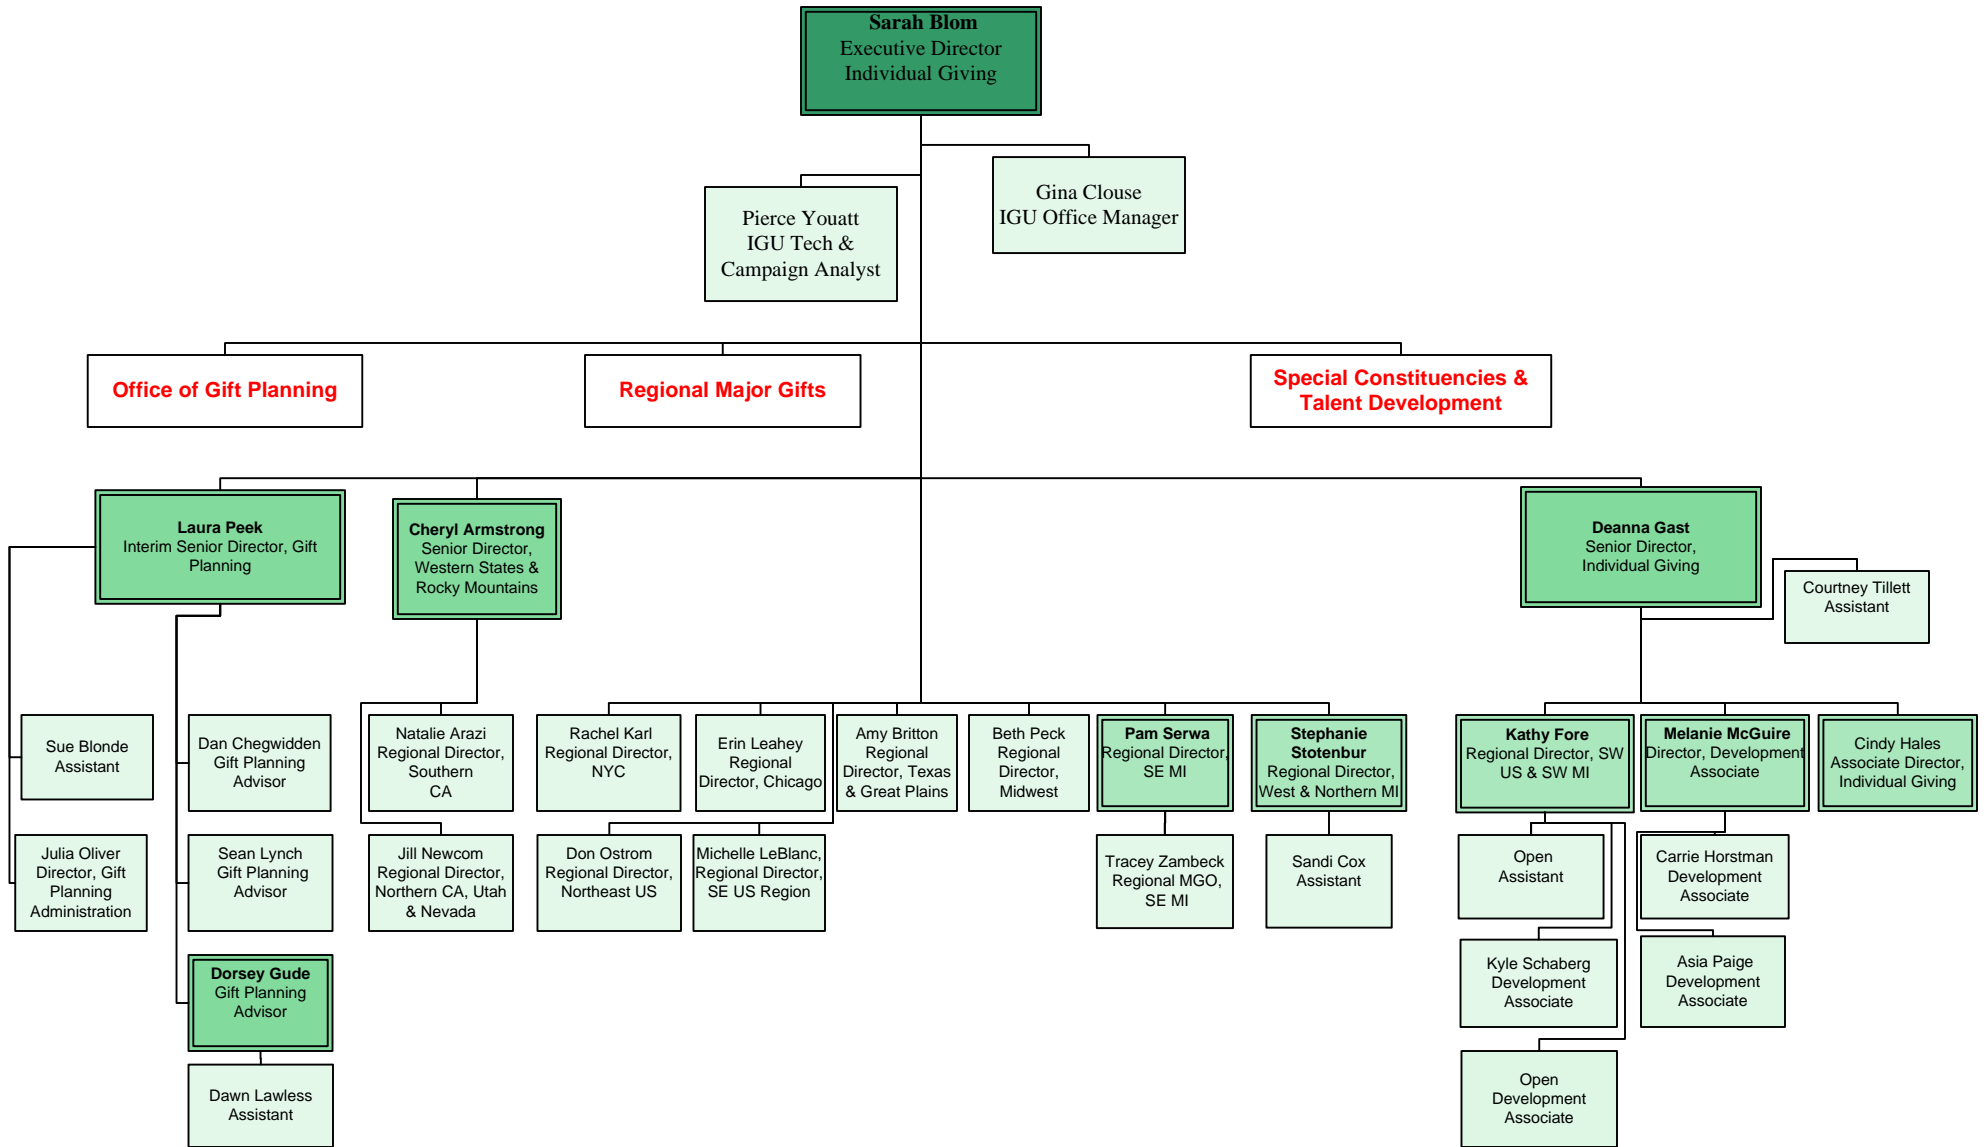 Sarah Blom
Executive Director
Individual Giving
Gina Clouse
IGU Office Manager
Pierce Youatt
IGU Tech &
Campaign Analyst
Office of Gift Planning
Regional Major Gifts
Special Constituencies &
Talent Development
Laura Peek
Interim Senior Director, Gift
Planning
Cheryl Armstrong
Senior Director,
Western States &
Rocky Mountains
Deanna Gast
Senior Director,
Individual Giving
Courtney Tillett
Assistant
Sue Blonde
Assistant
Dan Chegwidden
Gift Planning
Advisor
Natalie Arazi
Regional Director,
Southern
CA
Rachel Karl
Regional Director,
NYC
Erin Leahey
Regional
Director, Chicago
Amy Britton
Regional
Director, Texas
& Great Plains
Beth Peck
Regional
Director,
Midwest
Pam Serwa
Regional Director,
SE MI
Stephanie
Stotenbur
Regional Director,
West & Northern MI
Kathy Fore
Regional Director, SW
US & SW MI
Melanie McGuire
Director, Development
Associate
Cindy Hales
Associate Director,
Individual Giving
Julia Oliver
Director, Gift
Planning
Administration
Sean Lynch
Gift Planning
Advisor
Jill Newcom
Regional Director,
Northern CA, Utah
& Nevada
Don Ostrom
Regional Director,
Northeast US
Michelle LeBlanc,
Regional Director,
SE US Region
Tracey Zambeck
Regional MGO,
SE MI
Sandi Cox
Assistant
Open
Assistant
Carrie Horstman
Development
Associate
Dorsey Gude
Gift Planning
Advisor
Kyle Schaberg
Development
Associate
Asia Paige
Development
Associate
Dawn Lawless
Assistant
Open
Development
Associate